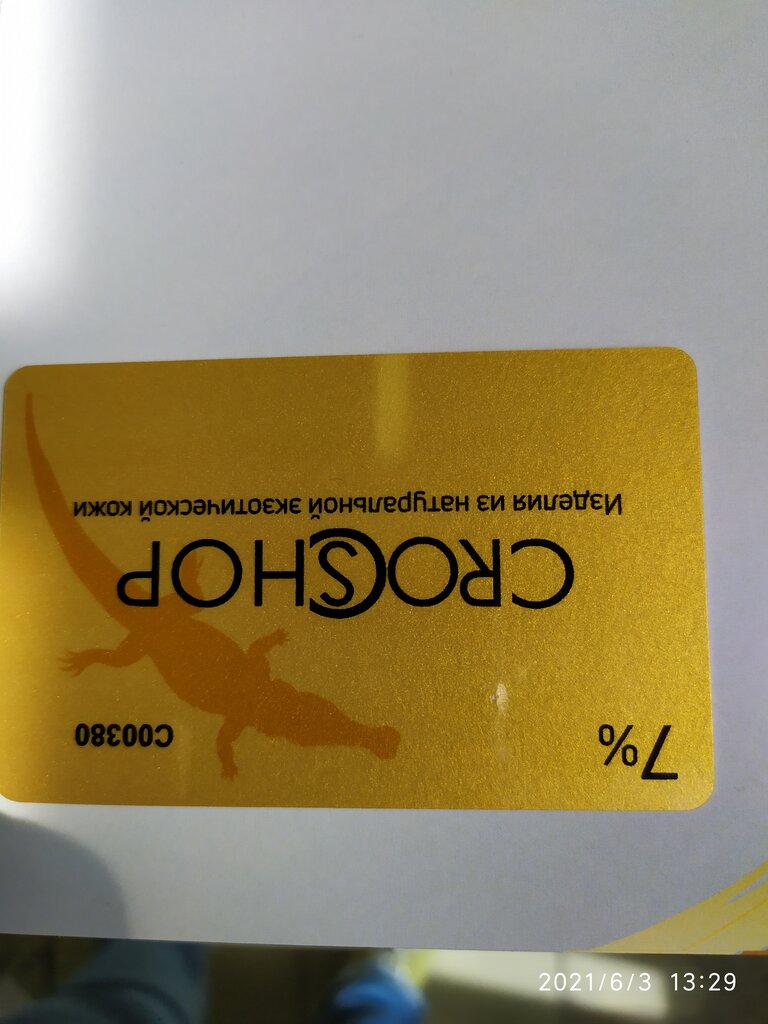 7%
C00380
CROCSHOP
Изделия из натуральной экзотической кожи
2021/6/3 13:29